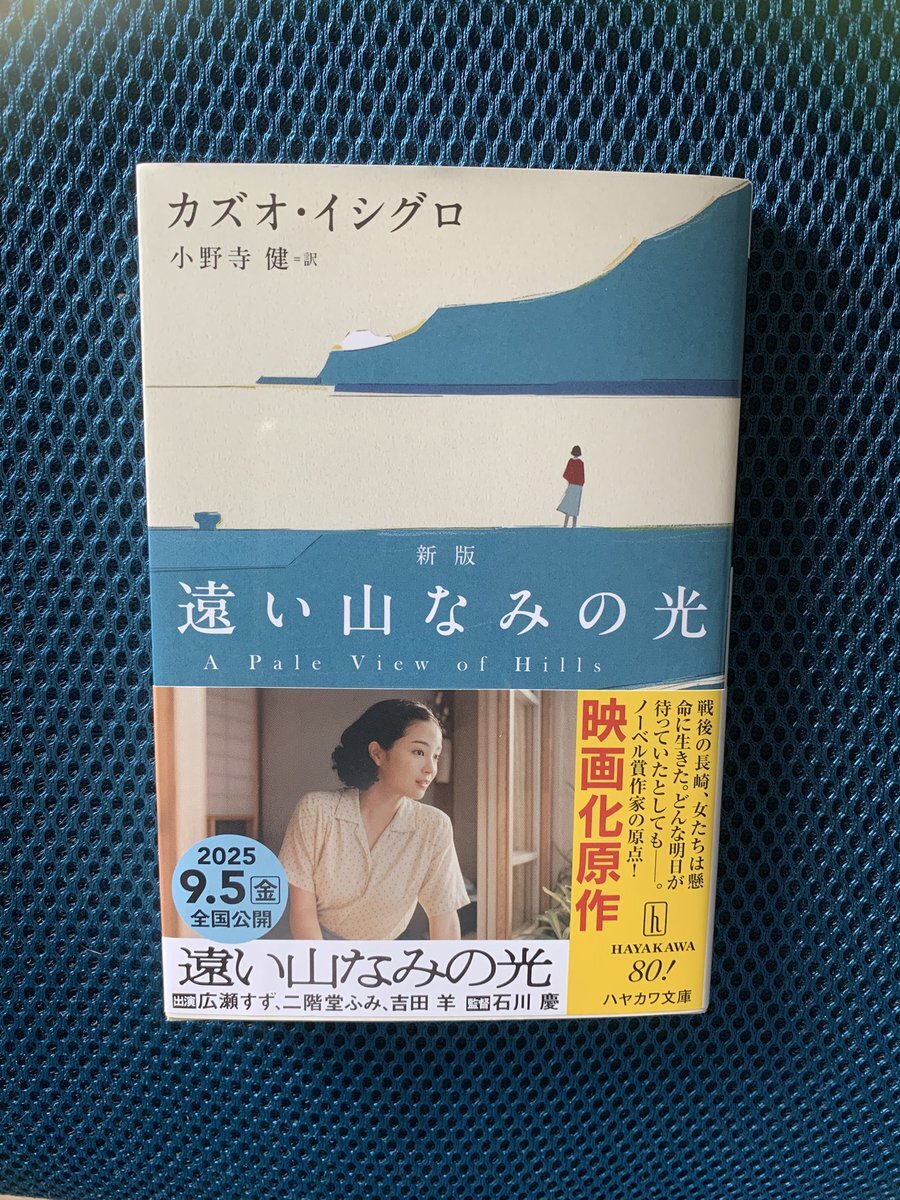 カズオ・イシグロ
小野寺 健=訳
新版
遠い山なみの光
A Pale View of Hills
戦後の長崎、女たちは懸
命に生きた。どんな明日が
待っていたとしても――。
ノーベル賞作家の原点!
映画化原作
2025
9.5金
全国公開
遠い山なみの光
出演広瀬すず、二階堂ふみ、吉田 羊 監督石川 慶
h
HAYAKAWA
80!
ハヤカワ文庫